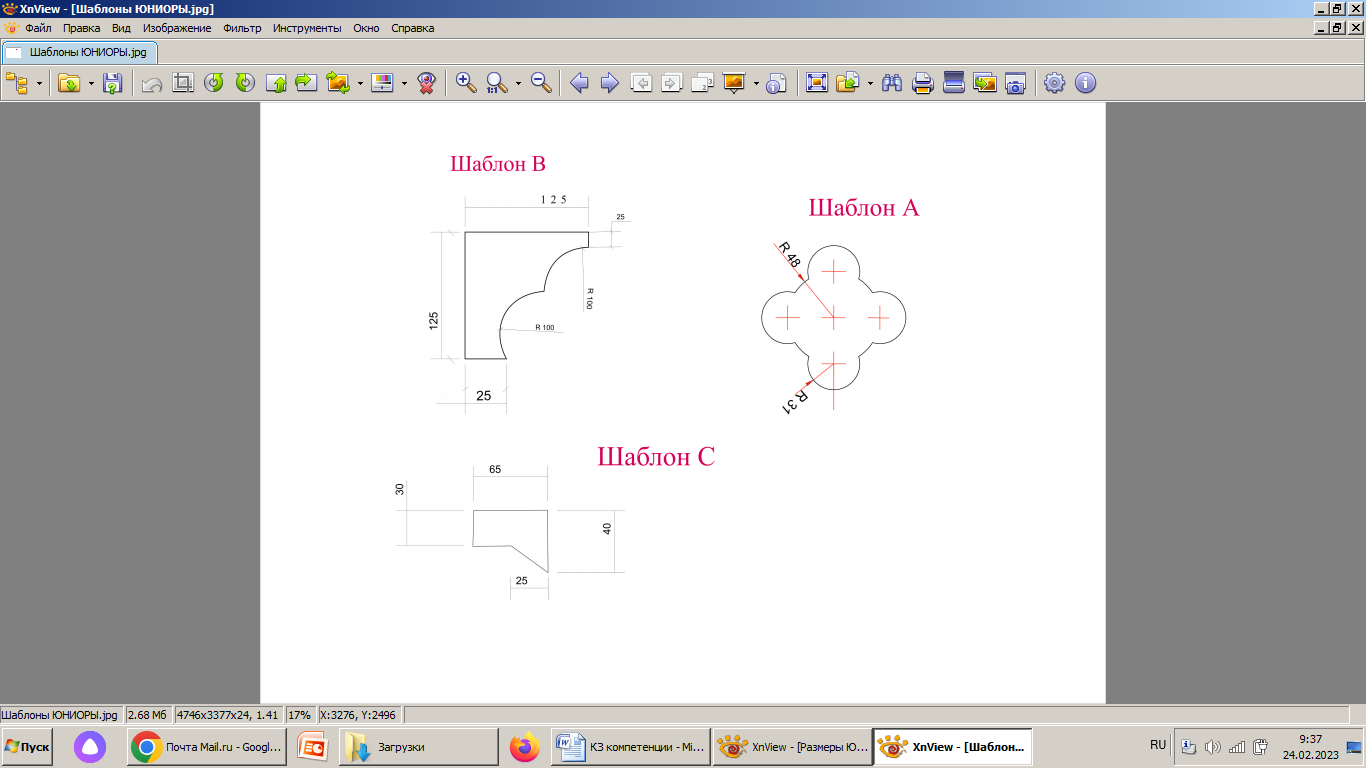 XnView - [Шаблоны ЮНИОРЫ.jpg]
Файл Правка Вид Изображение Фильтр Инструменты Окно Справка
Шаблоны ЮНИОРЫ.jpg
1:1
Шаблон В
1 2 5
25
125
R 100
R 100
25
Шаблон А
R 48
R 31
Шаблон С
65
30
40
25
Шаблоны ЮНИОРЫ.jpg 2.68 Мб 4746x3377x24, 1.41 17% X:3276, Y:2496
Пуск
Почта Mail.ru - Googl...
Загрузки
КЗ компетенции - Mi...
XnView - [Размеры Ю...
XnView - [Шаблон...
RU
9:37
24.02.2023